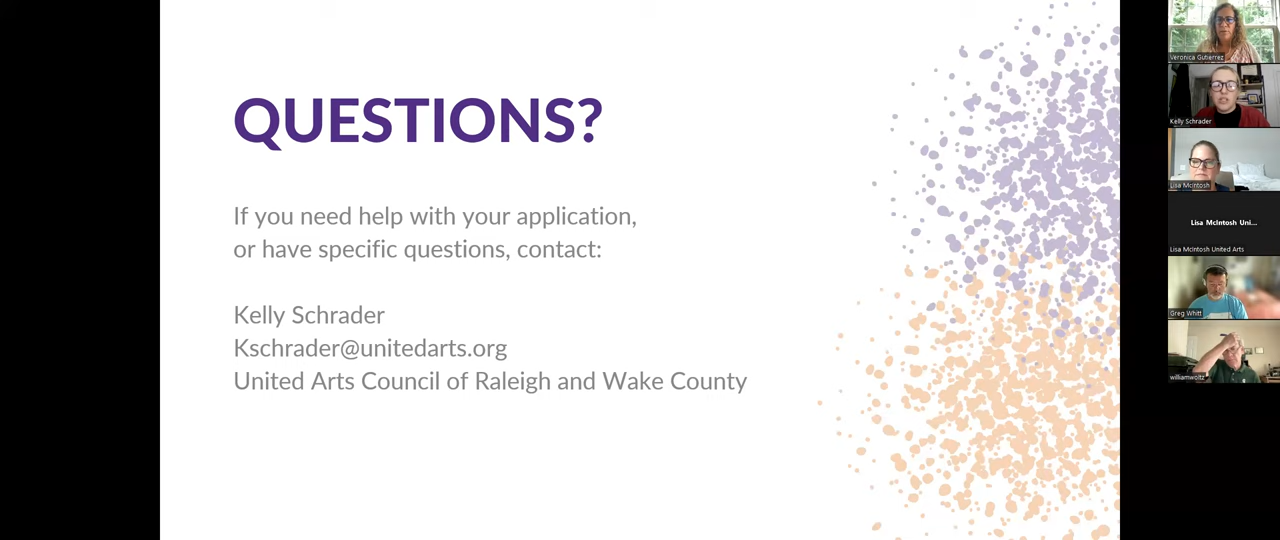 QUESTIONS?
If you need help with your application,
or have specific questions, contact:
Kelly Schrader
Kschrader@unitedarts.org
United Arts Council of Raleigh and Wake County
Veronica Gutierrez
Kelly Schrader
Lisa McIntosh
Lisa McIntosh Uni...
Lisa McIntosh United Arts
Greg Whitt
williamwoltz